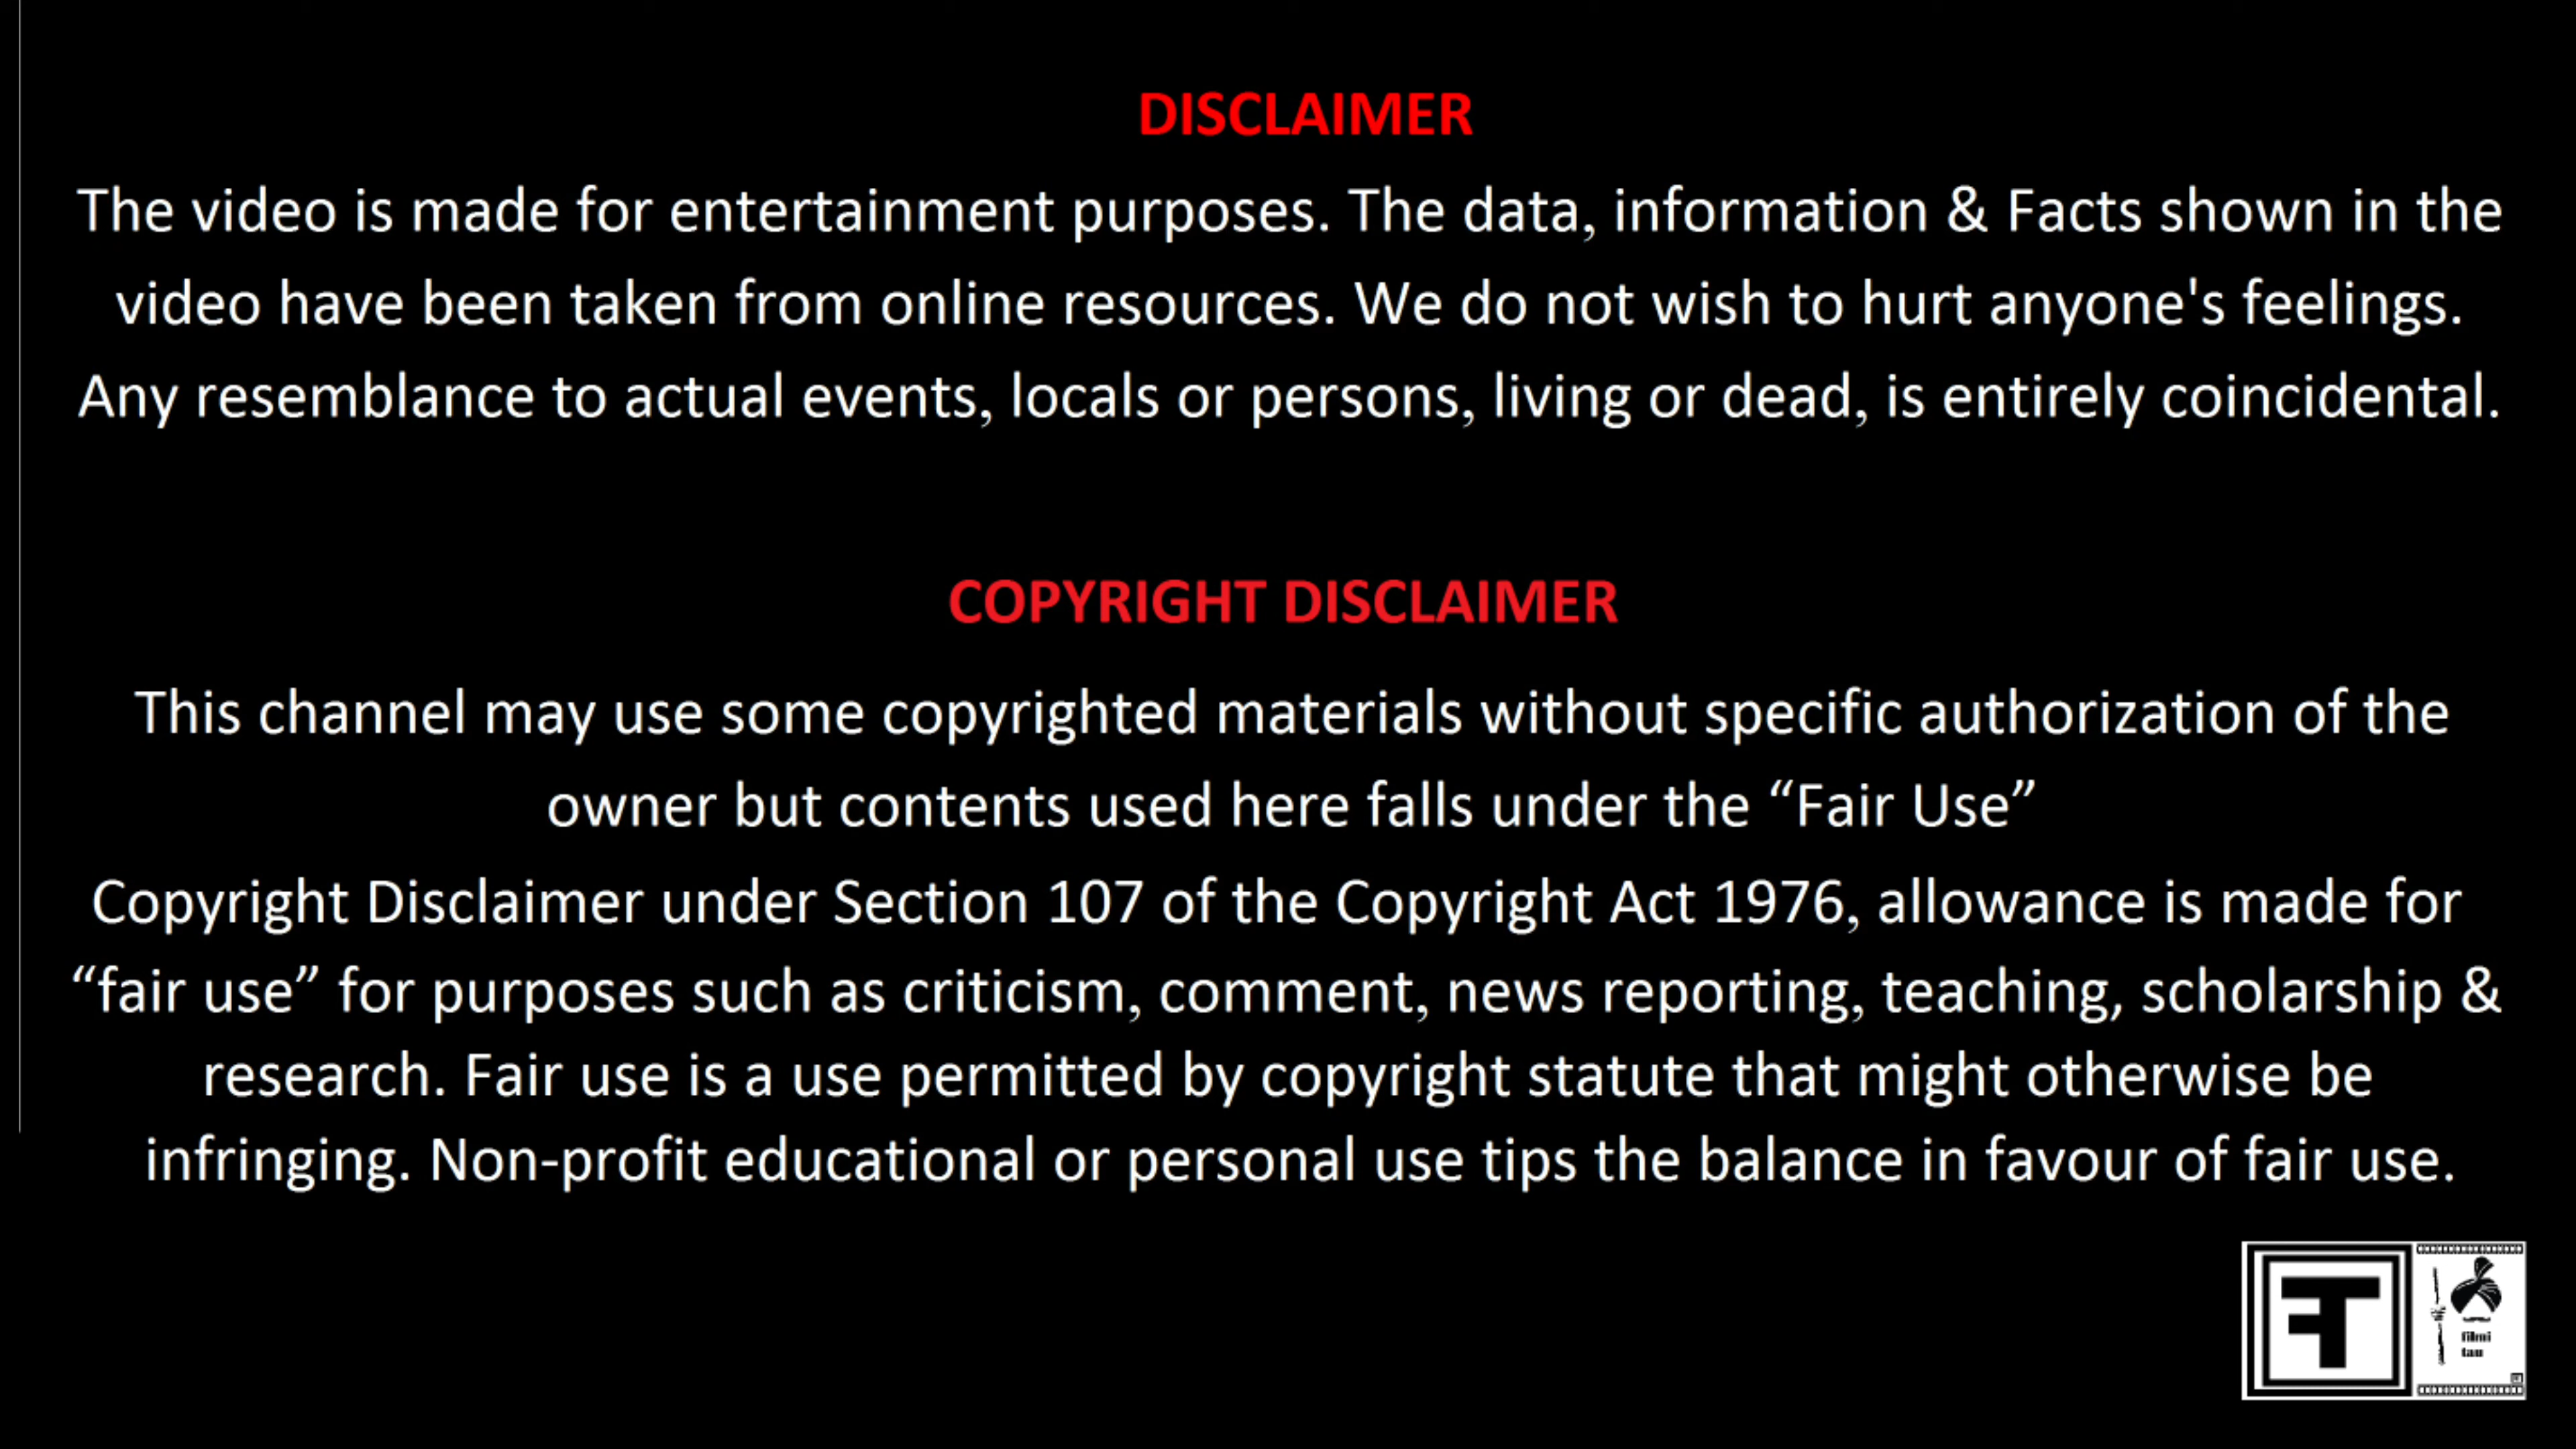 DISCLAIMER
The video is made for entertainment purposes. The data, information & Facts shown in the
video have been taken from online resources. We do not wish to hurt anyone's feelings.
Any resemblance to actual events, locals or persons, living or dead, is entirely coincidental.
COPYRIGHT DISCLAIMER
This channel may use some copyrighted materials without specific authorization of the
owner but contents used here falls under the “Fair Use”
Copyright Disclaimer under Section 107 of the Copyright Act 1976, allowance is made for
“fair use” for purposes such as criticism, comment, news reporting, teaching, scholarship &
research. Fair use is a use permitted by copyright statute that might otherwise be
infringing. Non-profit educational or personal use tips the balance in favour of fair use.
filmi
tau